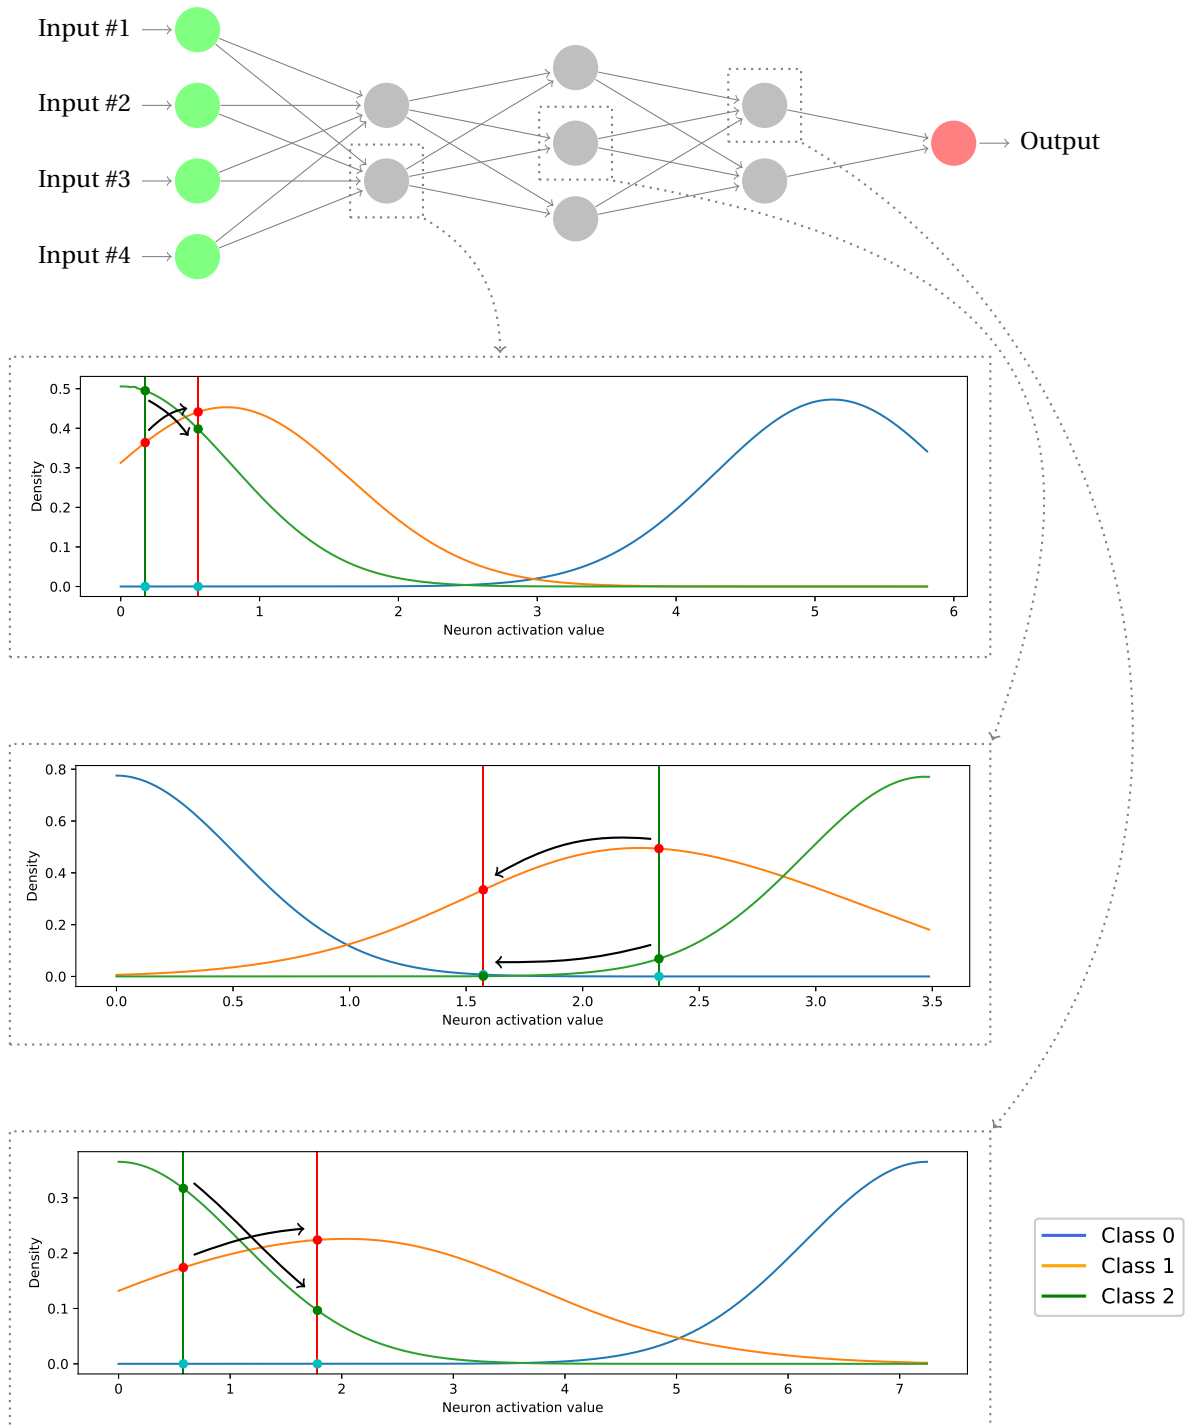 Input #1
Input #2
Input #3
Input #4
Output
0.5
0.4
0.3
0.2
0.1
0.0
Density
0 1 2 3 4 5 6
Neuron activation value
0.8
0.6
0.4
0.2
0.0
Density
0.0 0.5 1.0 1.5 2.0 2.5 3.0 3.5
Neuron activation value
0.3
0.2
0.1
0.0
Density
0 1 2 3 4 5 6 7
Neuron activation value
Class 0
Class 1
Class 2